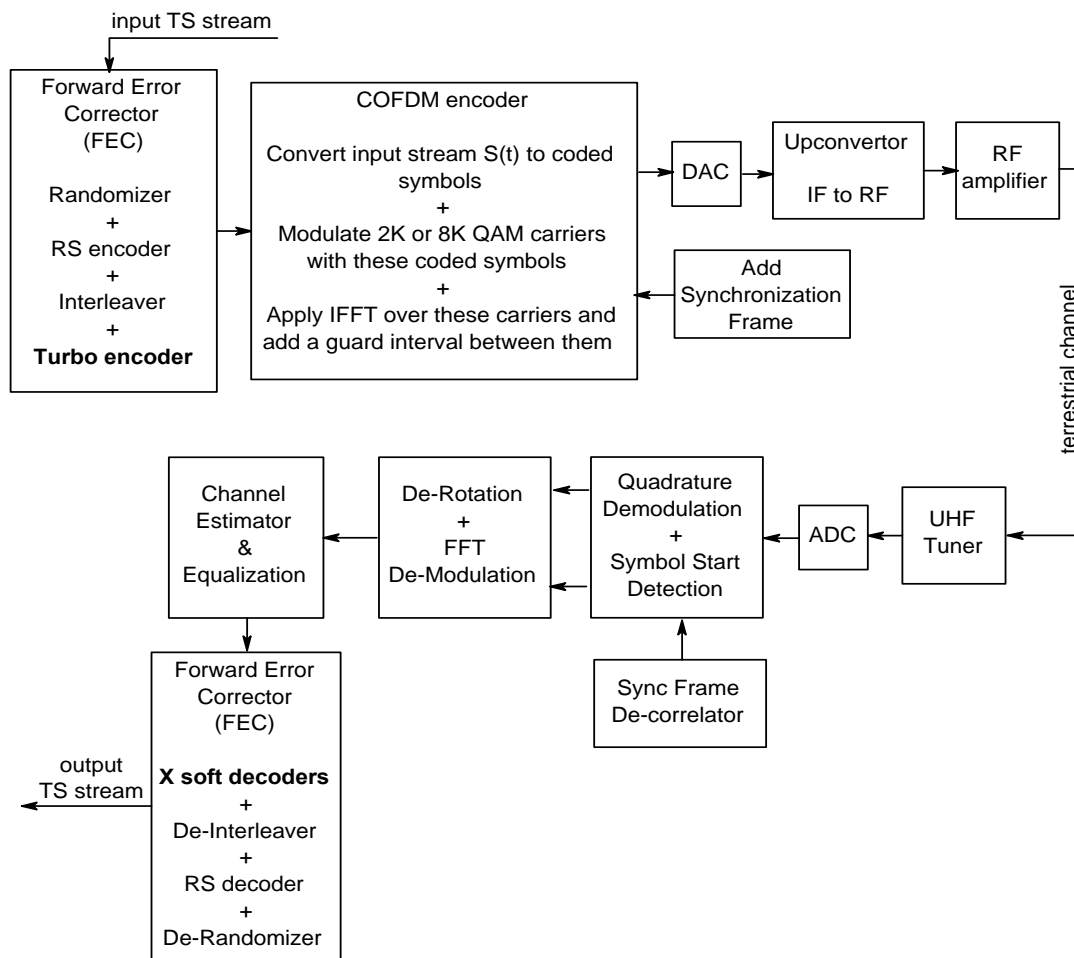 input TS stream
Forward Error
Corrector
(FEC)
Randomizer
+
RS encoder
+
Interleaver
+
Turbo encoder
COFDM encoder
Convert input stream S(t) to coded
symbols
+
Modulate 2K or 8K QAM carriers
with these coded symbols
+
Apply IFFT over these carriers and
add a guard interval between them
DAC
Upconvertor
IF to RF
RF
amplifier
Add
Synchronization
Frame
terrestrial channel
UHF
Tuner
ADC
Quadrature
Demodulation
+
Symbol Start
Detection
Sync Frame
De-correlator
De-Rotation
+
FFT
De-Modulation
Channel
Estimator
&
Equalization
Forward Error
Corrector
(FEC)
X soft decoders
+
De-Interleaver
+
RS decoder
+
De-Randomizer
output
TS stream